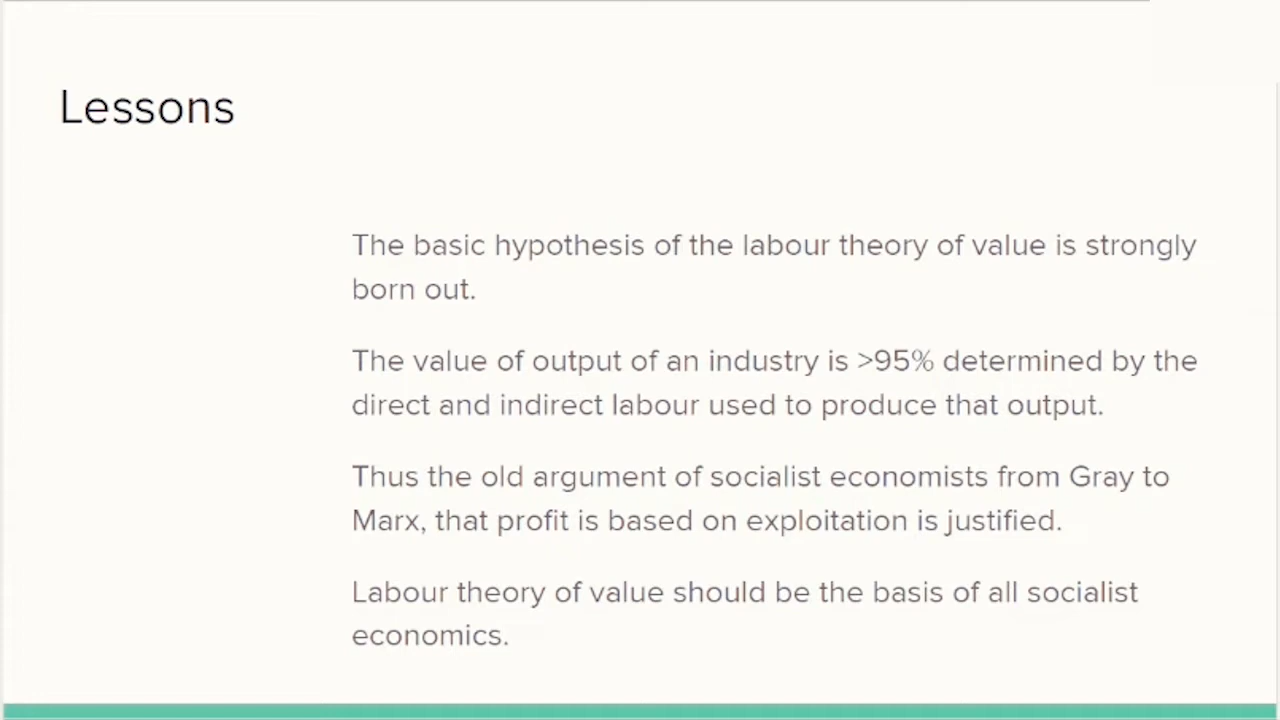 Lessons
The basic hypothesis of the labour theory of value is strongly
born out.
The value of output of an industry is >95% determined by the
direct and indirect labour used to produce that output.
Thus the old argument of socialist economists from Gray to
Marx, that profit is based on exploitation is justified.
Labour theory of value should be the basis of all socialist
economics.